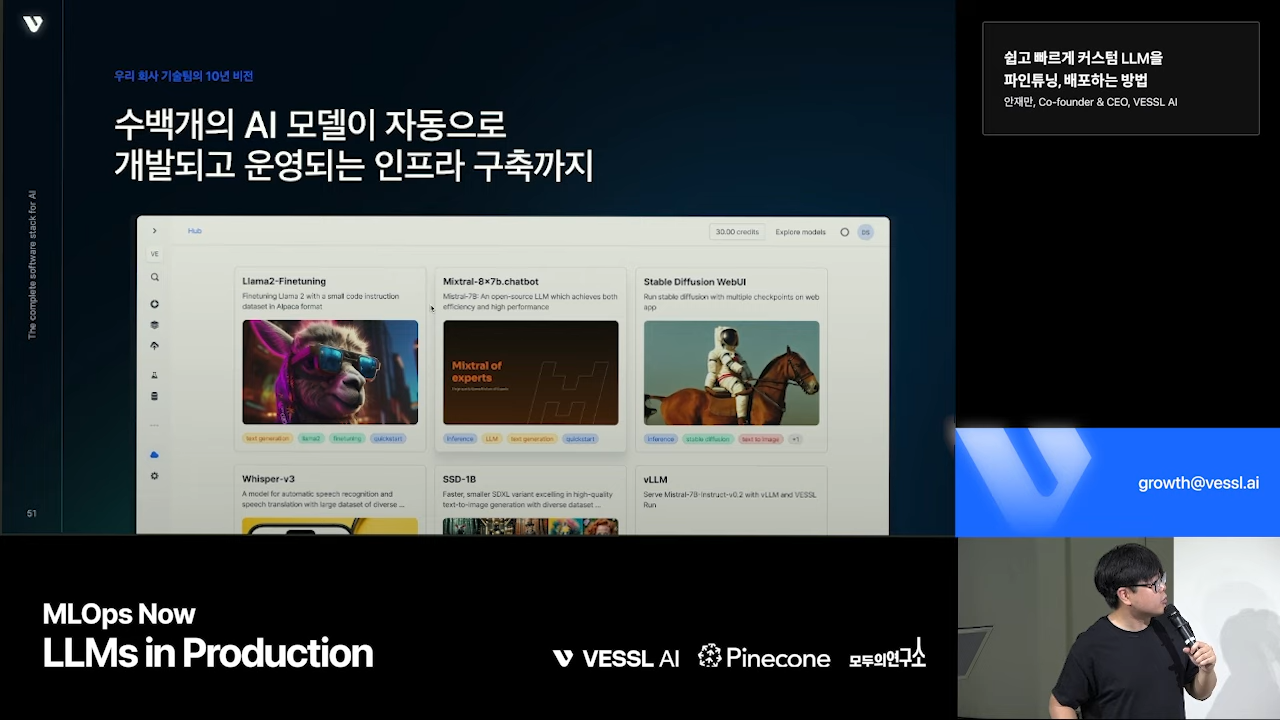 우리 회사 기술팀의 10년 비전
수백개의 AI 모델이 자동으로
개발되고 운영되는 인프라 구축까지
The complete software stack for AI
51
Hub
30.00 credits
Explore models
DS
VE
Llama2-Finetuning
Finetuning Llama 2 with a small code instruction
dataset in Alpaca format
text generation
llama2
finetuning
quickstart
Mixtral-8x7b.chatbot
Mistral-7B: An open-source LLM which achieves both
efficiency and high performance
Mixtral of
experts
inference
LLM
text generation
quickstart
Stable Diffusion WebUI
Run stable diffusion with multiple checkpoints on web
app
inference
stable diffusion
text to image
+1
Whisper-v3
A model for automatic speech recognition and
speech translation with large dataset of diverse ...
SSD-1B
Faster, smaller SDXL variant excelling in high-quality
text-to-image generation with diverse dataset ...
vLLM
Serve Mistral-7B-Instruct-v0.2 with vLLM and VESSL
Run
쉽고 빠르게 커스텀 LLM을
파인튜닝, 배포하는 방법
안재만, Co-founder & CEO, VESSL AI
growth@vessl.ai
MLOps Now
LLMs in Production
VESSL AI
Pinecone
모두의연구소